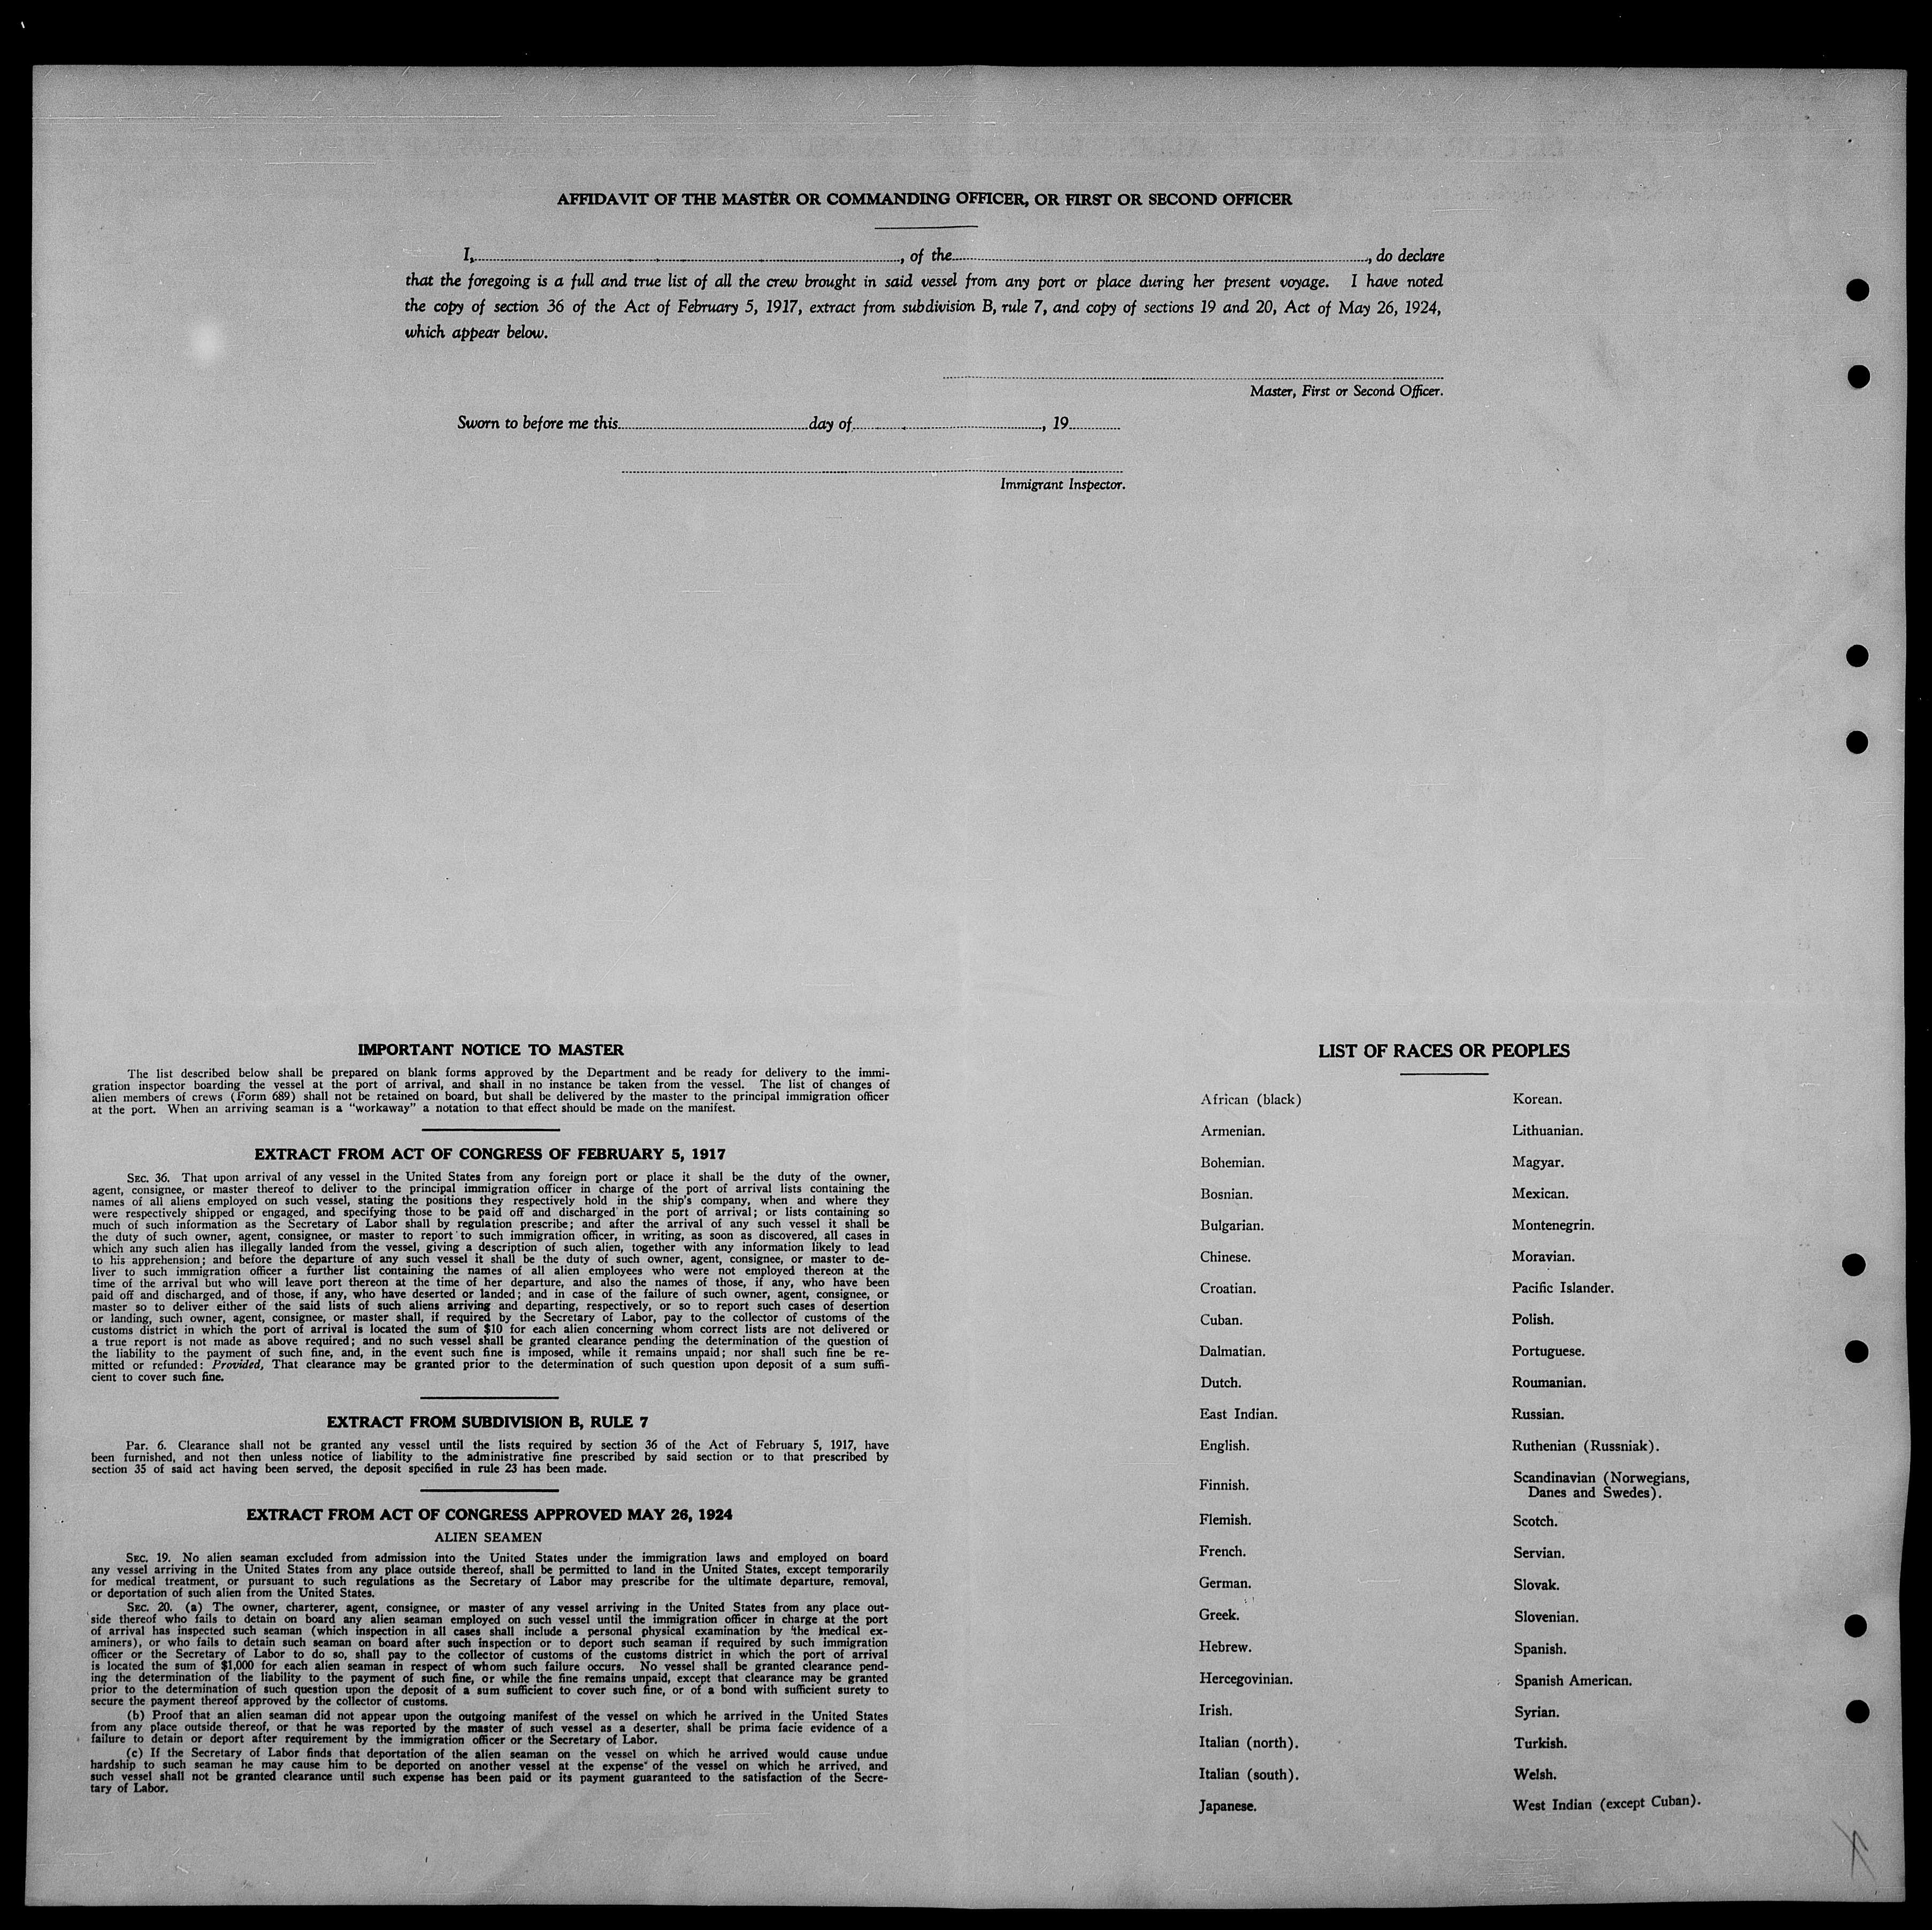 AFFIDAVIT OF THE MASTER OR COMMANDING OFFICER, OR FIRST OR SECOND OFFICER
I, , of the , do declare
that the foregoing is a full and true list of all the crew brought in said vessel from any port or place during her present voyage. I have noted
the copy of section 36 of the Act of February 5, 1917, extract from subdivision B, rule 7, and copy of sections 19 and 20, Act of May 26, 1924,
which appear below.
Master, First or Second Officer.
Sworn to before me this day of , 19
Immigrant Inspector.
IMPORTANT NOTICE TO MASTER
The list described below shall be prepared on blank forms approved by the Department and be ready for delivery to the immi-
gration inspector boarding the vessel at the port of arrival, and shall in no instance be taken from the vessel. The list of changes of
alien members of crews (Form 689) shall not be retained on board, but shall be delivered by the master to the principal immigration officer
at the port. When an arriving seaman is a "workaway" a notation to that effect should be made on the manifest.
EXTRACT FROM ACT OF CONGRESS OF FEBRUARY 5, 1917
SEC. 36. That upon arrival of any vessel in the United States from any foreign port or place it shall be the duty of the owner,
agent, consignee, or master thereof to deliver to the principal immigration officer in charge of the port of arrival lists containing the
names of all aliens employed on such vessel, stating the positions they respectively hold in the ship's company, when and where they
were respectively shipped or engaged, and specifying those to be paid off and discharged in the port of arrival; or lists containing so
much of such information as the Secretary of Labor shall by regulation prescribe; and after the arrival of any such vessel it shall be
the duty of such owner, agent, consignee, or master to report to such immigration officer, in writing, as soon as discovered, all cases in
which any such alien has illegally landed from the vessel, giving a description of such alien, together with any information likely to lead
to his apprehension; and before the departure of any such vessel it shall be the duty of such owner, agent, consignee, or master to de-
liver to such immigration officer a further list containing the names of all alien employees who were not employed thereon at the
time of the arrival but who will leave port thereon at the time of her departure, and also the names of those, if any, who have been
paid off and discharged, and of those, if any, who have deserted or landed; and in case of the failure of such owner, agent, consignee, or
master so to deliver either of the said lists of such aliens arriving and departing, respectively, or so to report such cases of desertion
or landing, such owner, agent, consignee, or master shall, if required by the Secretary of Labor, pay to the collector of customs of the
customs district in which the port of arrival is located the sum of $10 for each alien concerning whom correct lists are not delivered or
a true report is not made as above required; and no such vessel shall be granted clearance pending the determination of the question of
the liability to the payment of such fine, and, in the event such fine is imposed, while it remains unpaid; nor shall such fine be re-
mitted or refunded: Provided, That clearance may be granted prior to the determination of such question upon deposit of a sum suffi-
cient to cover such fine.
EXTRACT FROM SUBDIVISION B, RULE 7
Par. 6. Clearance shall not be granted any vessel until the lists required by section 36 of the Act of February 5, 1917, have
been furnished, and not then unless notice of liability to the administrative fine prescribed by said section or to that prescribed by
section 35 of said act having been served, the deposit specified in rule 23 has been made.
EXTRACT FROM ACT OF CONGRESS APPROVED MAY 26, 1924
ALIEN SEAMEN
SEC. 19. No alien seaman excluded from admission into the United States under the immigration laws and employed on board
any vessel arriving in the United States from any place outside thereof, shall be permitted to land in the United States, except temporarily
for medical treatment, or pursuant to such regulations as the Secretary of Labor may prescribe for the ultimate departure, removal,
or deportation of such alien from the United States.
SEC. 20. (a) The owner, charterer, agent, consignee, or master of any vessel arriving in the United States from any place out-
side thereof who fails to detain on board any alien seaman employed on such vessel until the immigration officer in charge at the port
of arrival has inspected such seaman (which inspection in all cases shall include a personal physical examination by the medical ex-
aminers), or who fails to detain such seaman on board after such inspection or to deport such seaman if required by such immigration
officer or the Secretary of Labor to do so, shall pay to the collector of customs of the customs district in which the port of arrival
is located the sum of $1,000 for each alien seaman in respect of whom such failure occurs. No vessel shall be granted clearance pend-
ing the determination of the liability to the payment of such fine, or while the fine remains unpaid, except that clearance may be granted
prior to the determination of such question upon the deposit of a sum sufficient to cover such fine, or of a bond with sufficient surety to
secure the payment thereof approved by the collector of customs.
(b) Proof that an alien seaman did not appear upon the outgoing manifest of the vessel on which he arrived in the United States
from any place outside thereof, or that he was reported by the master of such vessel as a deserter, shall be prima facie evidence of a
failure to detain or deport after requirement by the immigration officer or the Secretary of Labor.
(c) If the Secretary of Labor finds that deportation of the alien seaman on the vessel on which he arrived would cause undue
hardship to such seaman he may cause him to be deported on another vessel at the expense of the vessel on which he arrived, and
such vessel shall not be granted clearance until such expense has been paid or its payment guaranteed to the satisfaction of the Secre-
tary of Labor.
LIST OF RACES OR PEOPLES
African (black)
Armenian.
Bohemian.
Bosnian.
Bulgarian.
Chinese.
Croatian.
Cuban.
Dalmatian.
Dutch.
East Indian.
English.
Finnish.
Flemish.
French.
German.
Greek.
Hebrew.
Hercegovinian.
Irish.
Italian (north).
Italian (south).
Japanese.
Korean.
Lithuanian.
Magyar.
Mexican.
Montenegrin.
Moravian.
Pacific Islander.
Polish.
Portuguese.
Roumanian.
Russian.
Ruthenian (Russniak).
Scandinavian (Norwegians,
Danes and Swedes).
Scotch.
Servian.
Slovak.
Slovenian.
Spanish.
Spanish American.
Syrian.
Turkish.
Welsh.
West Indian (except Cuban).